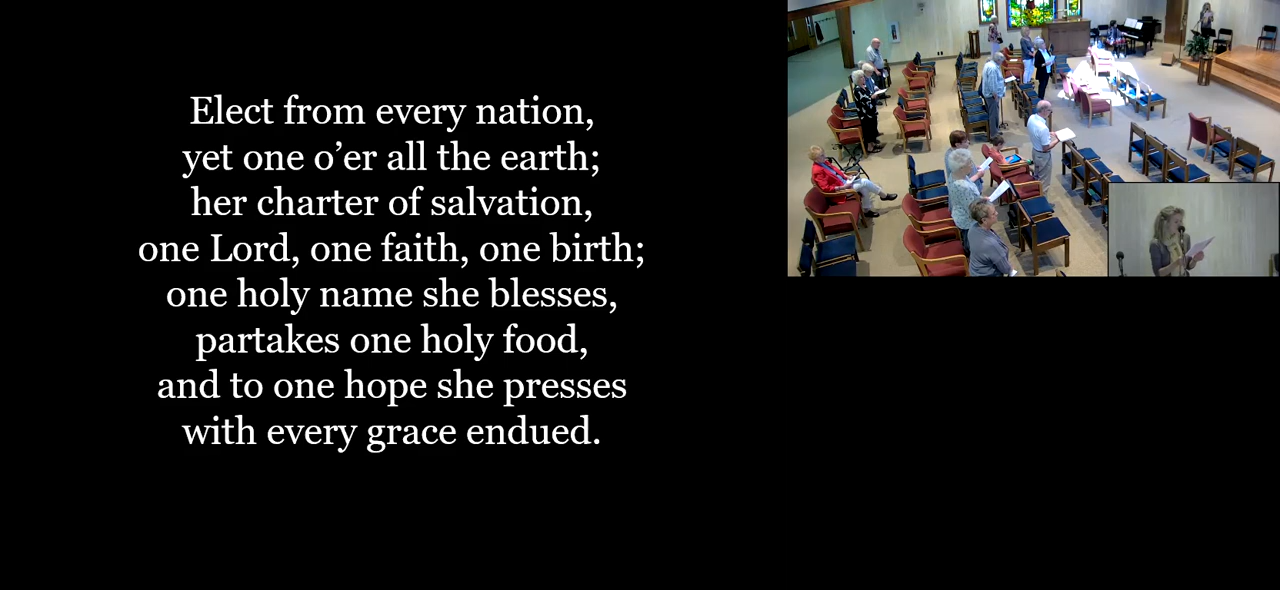 Elect from every nation,
yet one o’er all the earth;
her charter of salvation,
one Lord, one faith, one birth;
one holy name she blesses,
partakes one holy food,
and to one hope she presses
with every grace endued.